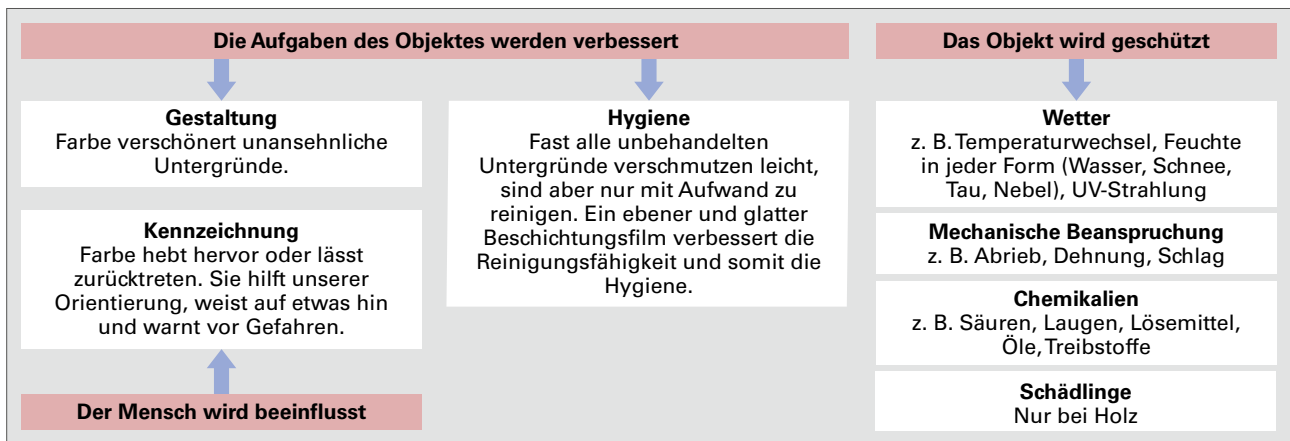 Die Aufgaben des Objektes werden verbessert
Gestaltung
Farbe verschönert unansehnliche
Untergründe.
Kennzeichnung
Farbe hebt hervor oder lässt
zurücktreten. Sie hilft unserer
Orientierung, weist auf etwas hin
und warnt vor Gefahren.
Der Mensch wird beeinflusst
Hygiene
Fast alle unbehandelten
Untergründe verschmutzen leicht,
sind aber nur mit Aufwand zu
reinigen. Ein ebener und glatter
Beschichtungsfilm verbessert die
Reinigungsfähigkeit und somit die
Hygiene.
Das Objekt wird geschützt
Wetter
z. B. Temperaturwechsel, Feuchte
in jeder Form (Wasser, Schnee,
Tau, Nebel), UV-Strahlung
Mechanische Beanspruchung
z. B. Abrieb, Dehnung, Schlag
Chemikalien
z. B. Säuren, Laugen, Lösemittel,
Öle, Treibstoffe
Schädlinge
Nur bei Holz